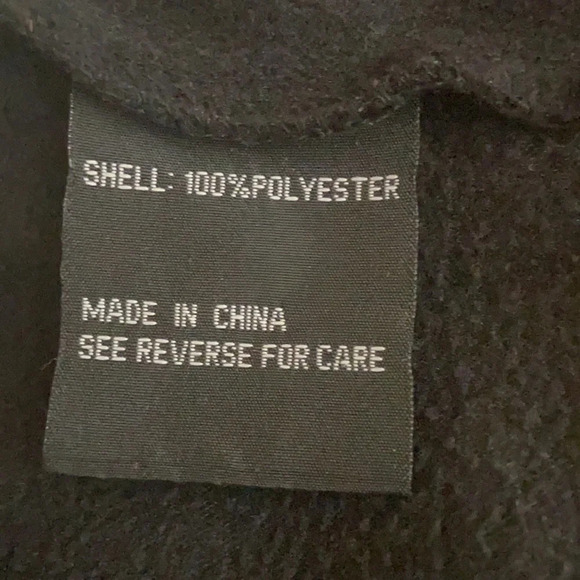 SHELL: 100%POLYESTER
MADE IN CHINA
SEE REVERSE FOR CARE